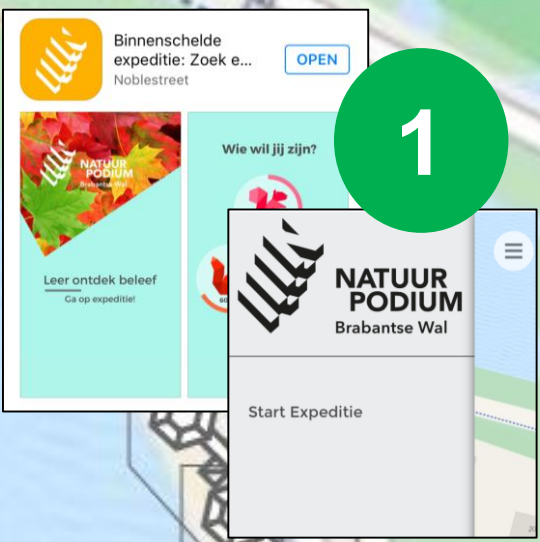 Binnenschelde
expeditie: Zoek e...
Noblestreet
OPEN
1
NATUUR
PODIUM
Brabantse Wal
Leer ontdek beleef
Ga op expeditie!
Wie wil jij zijn?
NATUUR
PODIUM
Brabantse Wal
Start Expeditie